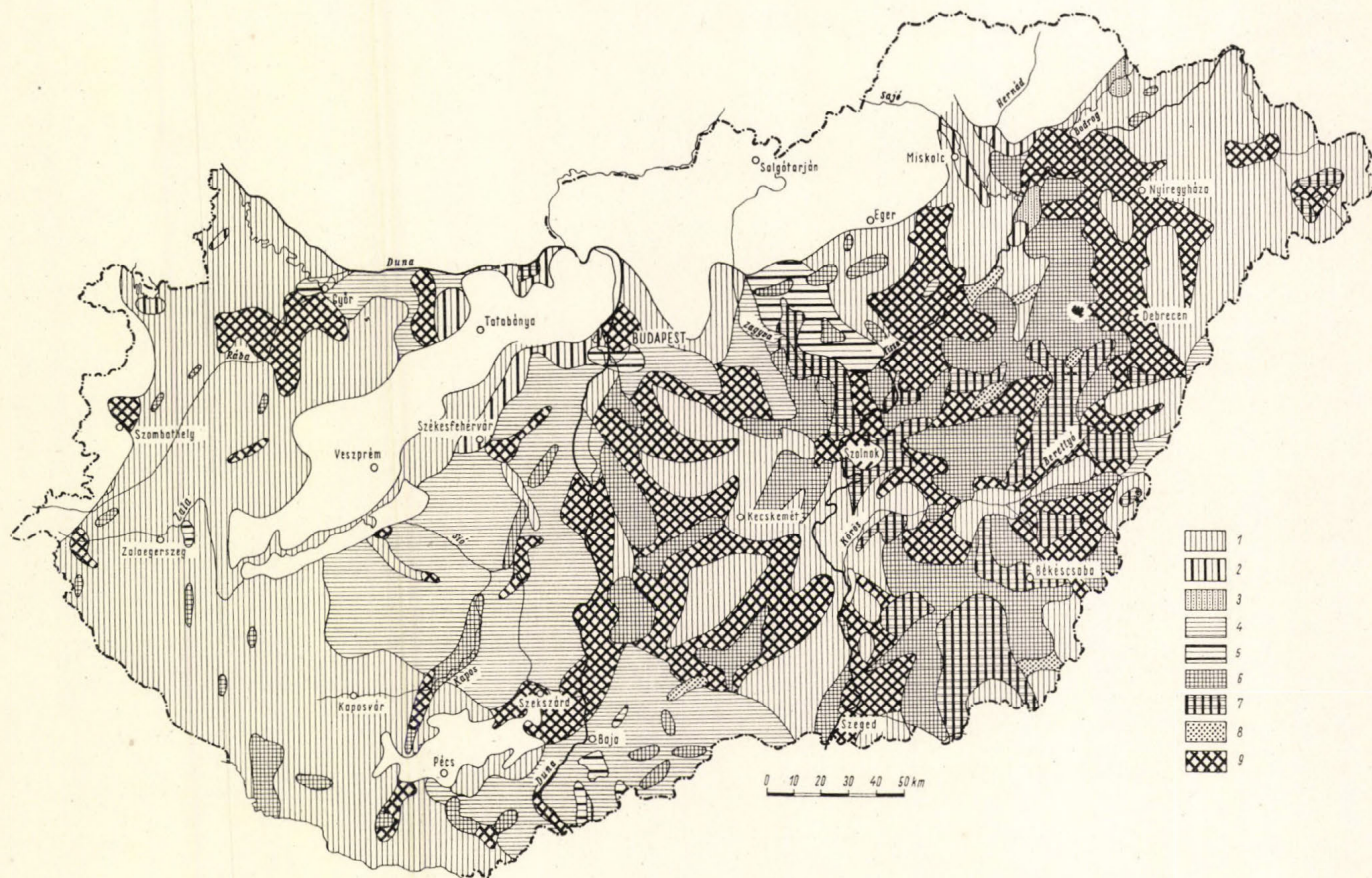 Sajó
Hernád
Bodrog
Salgótarján
Miskolc
Nyíregyháza
Eger
Duna
Győr
Tatabánya
BUDAPEST
Zagyva
Tisza
Debrecen
Rába
Szombathely
Székesfehérvár
Veszprém
Szolnok
Berettyó
Zala
Zalaegerszeg
Sió
Kecskemét
Körös
Békéscsaba
Kapos
Kaposvár
Szekszárd
Szeged
Baja
Pécs
Duna
0 10 20 30 40 50 km
1
2
3
4
5
6
7
8
9